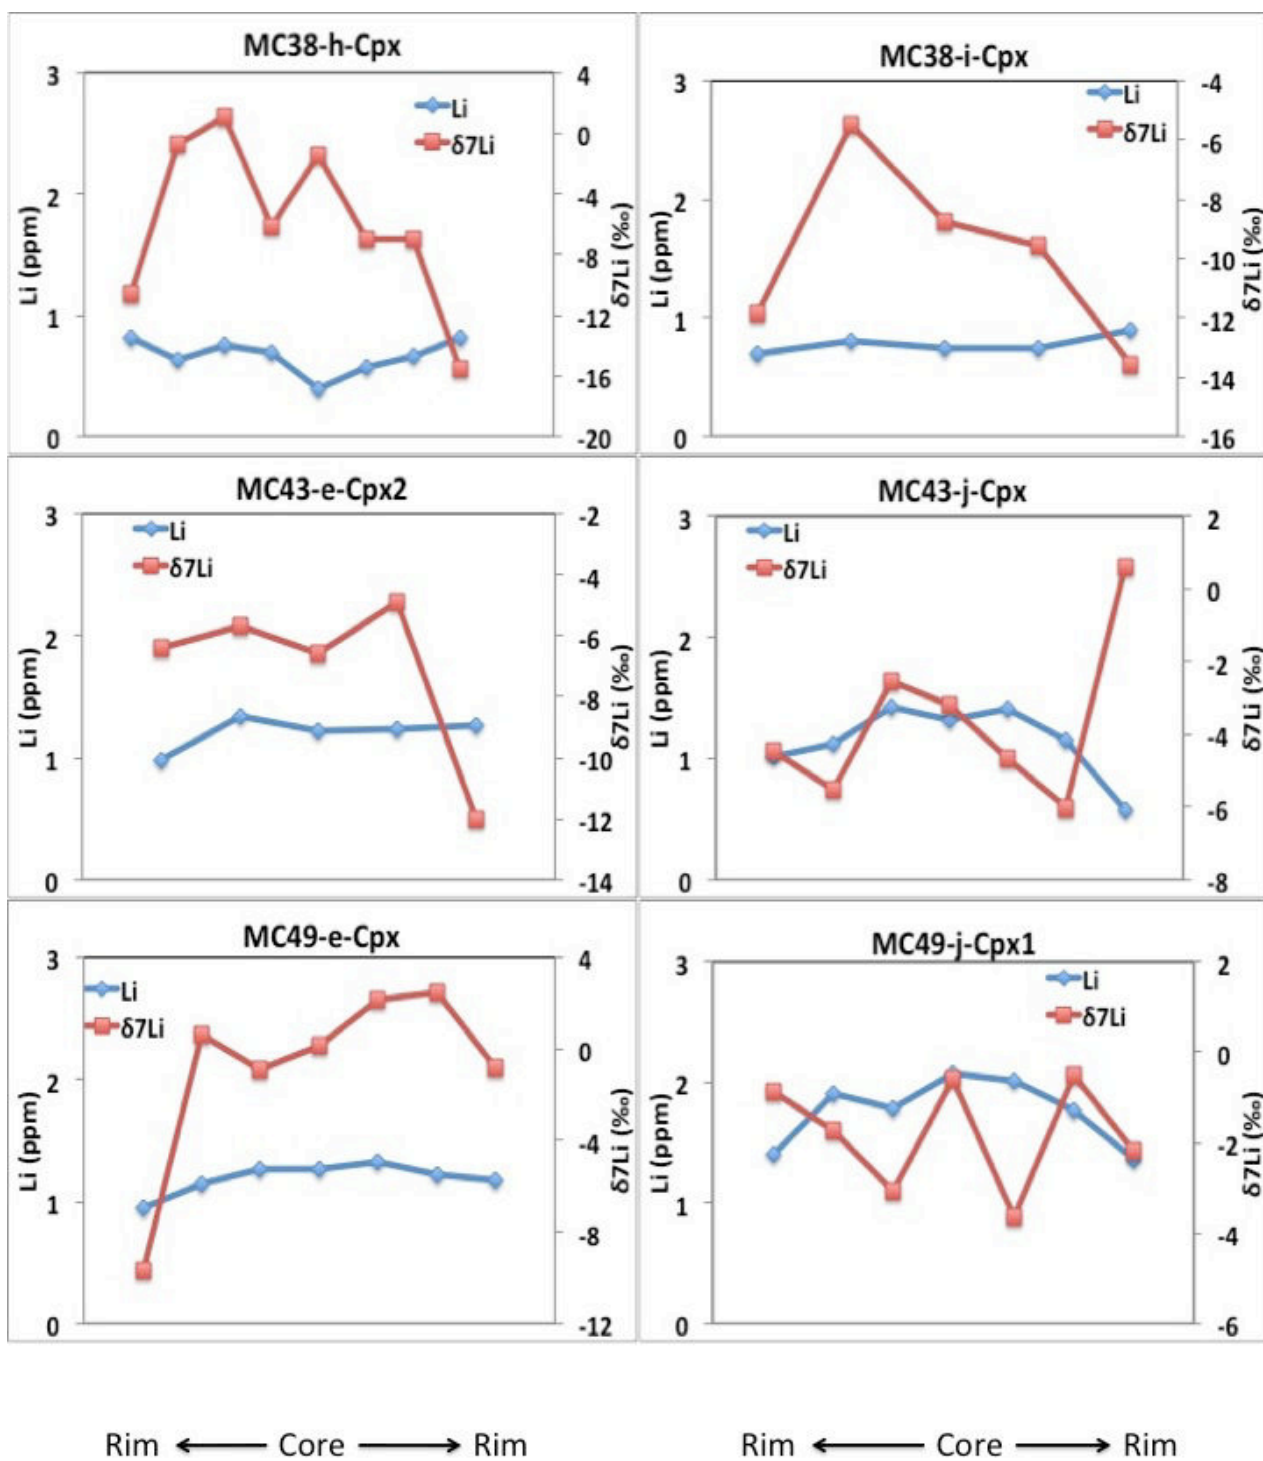 MC38-h-Cpx
3
2
1
0
Li (ppm)
Li
δ7Li
4
0
-4
-8
-12
-16
-20
δ7Li (‰)
MC38-i-Cpx
3
2
1
0
Li (ppm)
Li
δ7Li
-4
-6
-8
-10
-12
-14
-16
δ7Li (‰)
MC43-e-Cpx2
3
2
1
0
Li (ppm)
Li
δ7Li
-2
-4
-6
-8
-10
-12
-14
δ7Li (‰)
MC43-j-Cpx
3
2
1
0
Li (ppm)
Li
δ7Li
2
0
-2
-4
-6
-8
δ7Li (‰)
MC49-e-Cpx
3
2
1
0
Li (ppm)
Li
δ7Li
4
0
-4
-8
-12
δ7Li (‰)
MC49-j-Cpx1
3
2
1
0
Li (ppm)
Li
δ7Li
2
0
-2
-4
-6
δ7Li (‰)
Rim ← Core → Rim
Rim ← Core → Rim